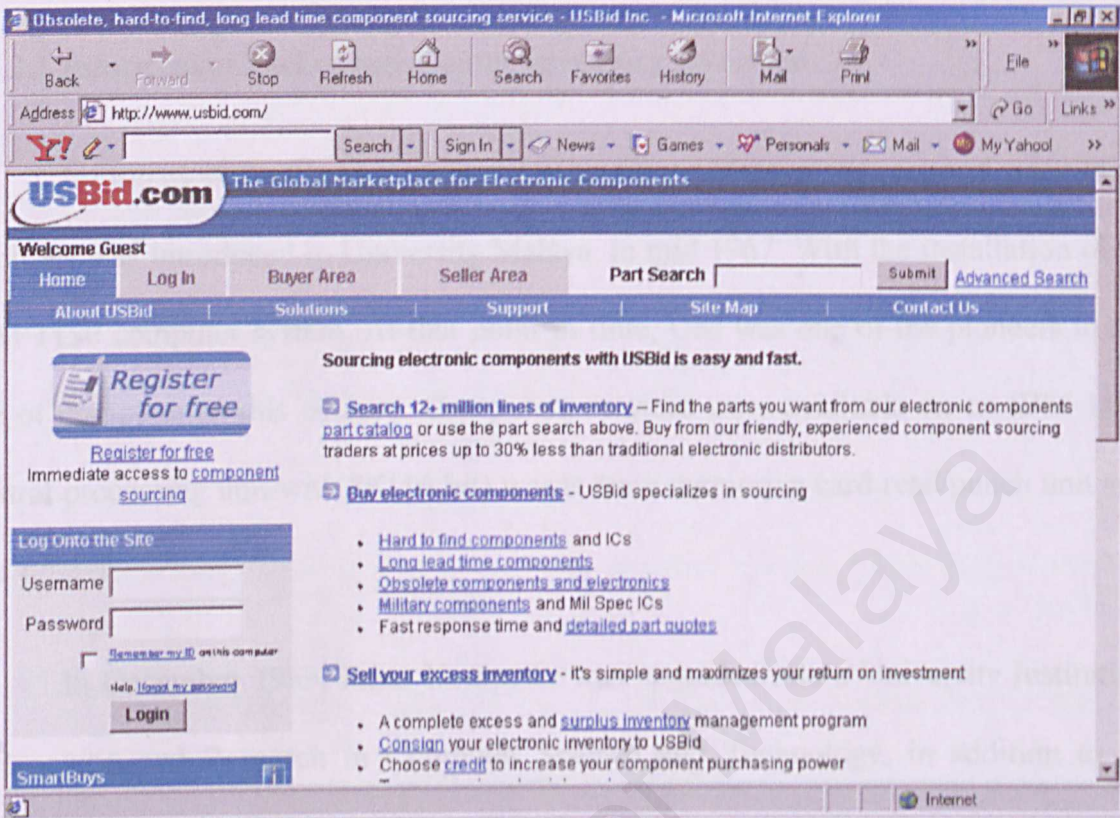 Obsolete, hard-to-find, long lead time component sourcing service - USBid Inc. - Microsoft Internet Explorer
Back Forward Stop Refresh Home Search Favorites History Mail Print » File »
Address http://www.usbid.com/ Go Links »
Y! Search Sign In News Games Personals Mail My Yahoo! »
USBid.com The Global Marketplace for Electronic Components
Welcome Guest
Home Log In Buyer Area Seller Area Part Search Submit Advanced Search
About USBid | Solutions | Support | Site Map | Contact Us
Register for free
Register for free
Immediate access to component sourcing
Log Onto the Site
Username
Password
Remember my ID on this computer
Help, I forgot my password
Login
SmartBuys
Sourcing electronic components with USBid is easy and fast.
Search 12+ million lines of inventory – Find the parts you want from our electronic components
part catalog or use the part search above. Buy from our friendly, experienced component sourcing
traders at prices up to 30% less than traditional electronic distributors.
Buy electronic components - USBid specializes in sourcing
• Hard to find components and ICs
• Long lead time components
• Obsolete components and electronics
• Military components and Mil Spec ICs
• Fast response time and detailed part quotes
Sell your excess inventory - it's simple and maximizes your return on investment
• A complete excess and surplus inventory management program
• Consign your electronic inventory to USBid
• Choose credit to increase your component purchasing power
Internet
Malaya